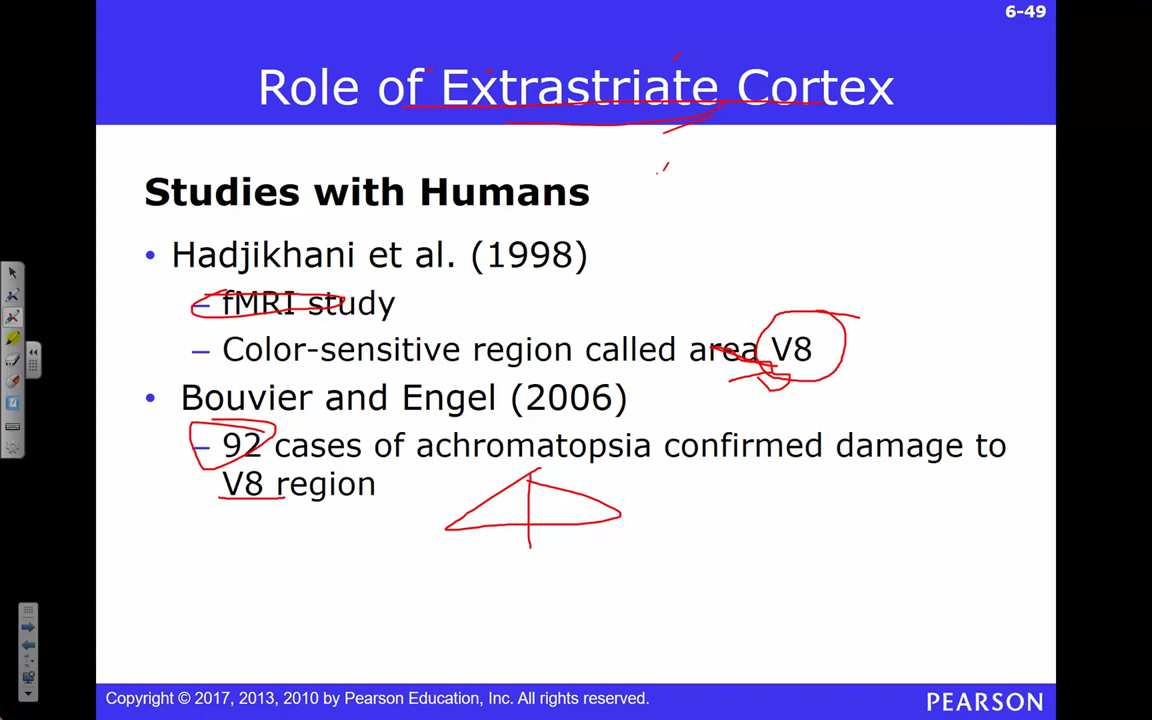 6-49
Role of Extrastriate Cortex
Studies with Humans
• Hadjikhani et al. (1998)
– fMRI study
– Color-sensitive region called area V8
• Bouvier and Engel (2006)
– 92 cases of achromatopsia confirmed damage to
V8 region
Copyright © 2017, 2013, 2010 by Pearson Education, Inc. All rights reserved.
PEARSON